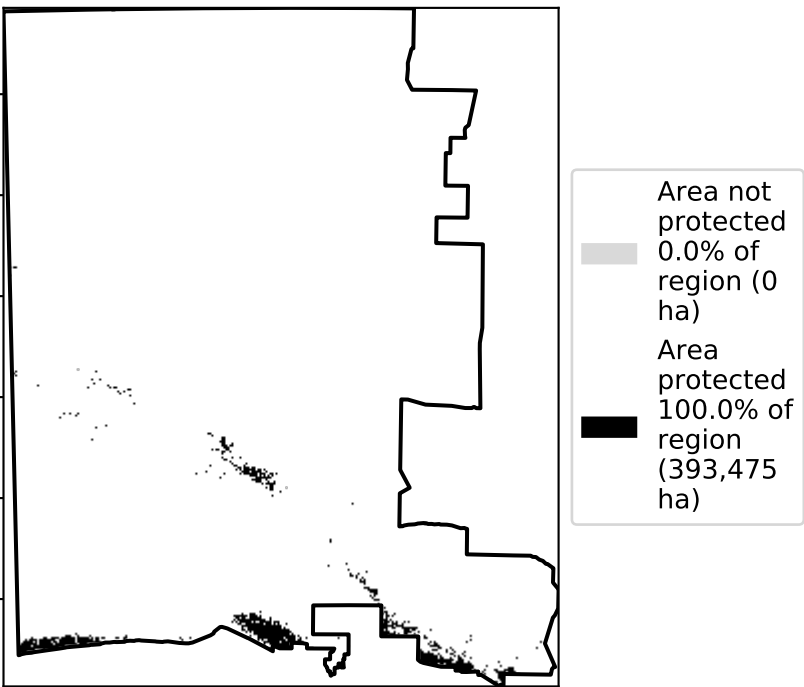 Area not
protected
0.0% of
region (0
ha)
Area
protected
100.0% of
region
(393,475
ha)